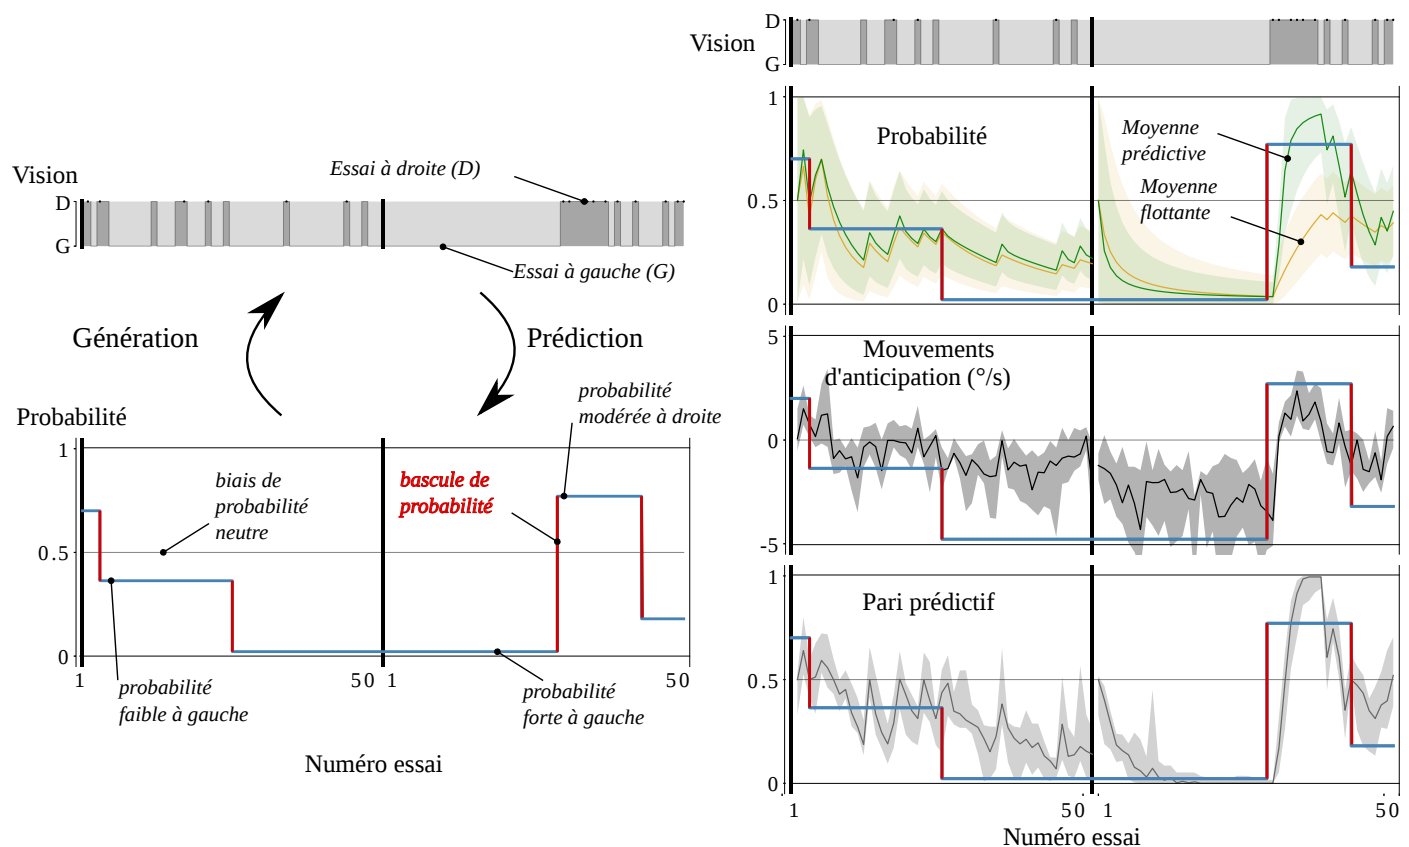 Vision
D
G
Essai à droite (D)
Essai à gauche (G)
Génération
Prédiction
Probabilité
1
0.5
0
biais de
probabilité
neutre
bascule de
probabilité
probabilité
modérée à droite
probabilité
faible à gauche
probabilité
forte à gauche
1
50
1
50
Numéro essai
Vision
D
G
1
0.5
0
Probabilité
Moyenne
prédictive
Moyenne
flottante
5
0
-5
Mouvements
d'anticipation (°/s)
1
0.5
0
Pari prédictif
1
50
1
50
Numéro essai